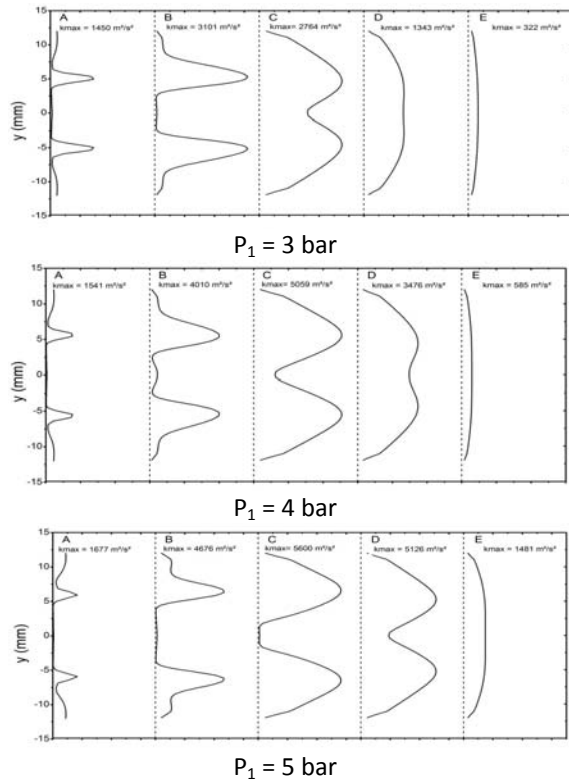 15
A B C D E
kmax = 1450 m²/s² kmax = 3101 m²/s² kmax = 2764 m²/s² kmax = 1343 m²/s² kmax = 322 m²/s²
10
5
y (mm)
0
-5
-10
-15
P₁ = 3 bar
15
A B C D E
kmax = 1541 m²/s² kmax = 4010 m²/s² kmax= 5059 m²/s² kmax = 3476 m²/s² kmax = 585 m²/s²
10
5
y (mm)
0
-5
-10
-15
P₁ = 4 bar
15
A B C D E
kmax = 1677 m²/s² kmax = 4676 m²/s² kmax = 5600 m²/s² kmax = 5126 m²/s² kmax = 1481 m²/s²
10
5
y (mm)
0
-5
-10
-15
P₁ = 5 bar